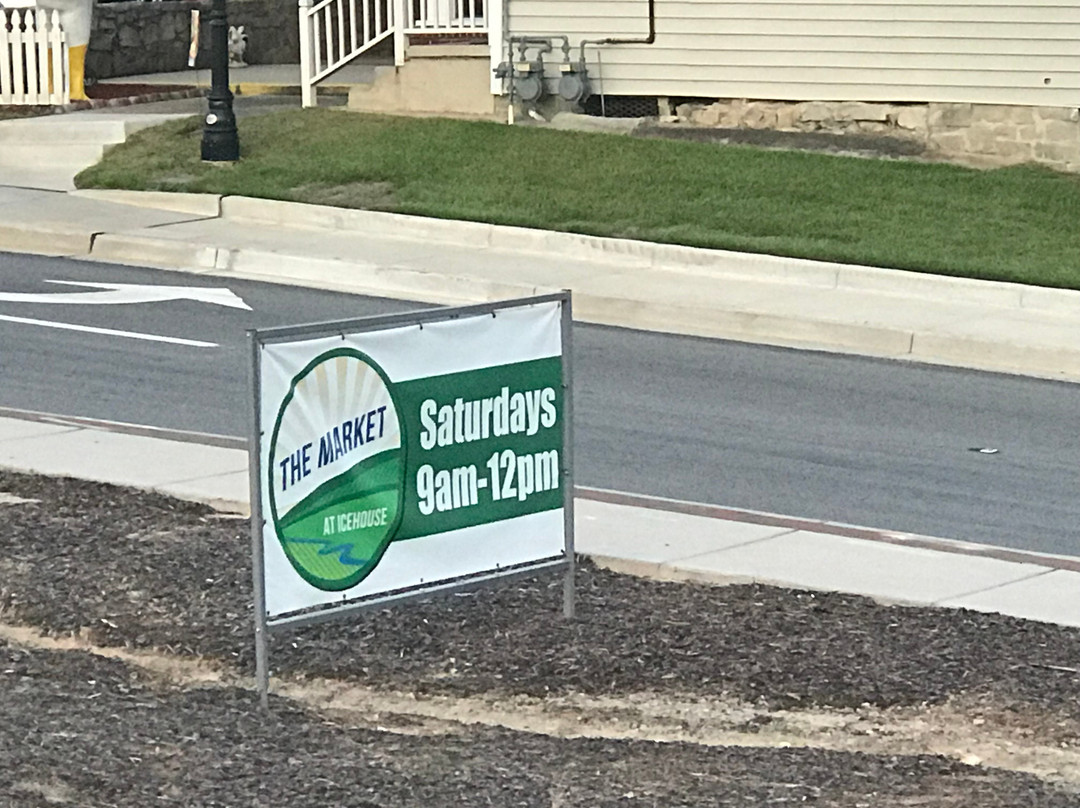 THE MARKET
AT ICEHOUSE
Saturdays
9am-12pm